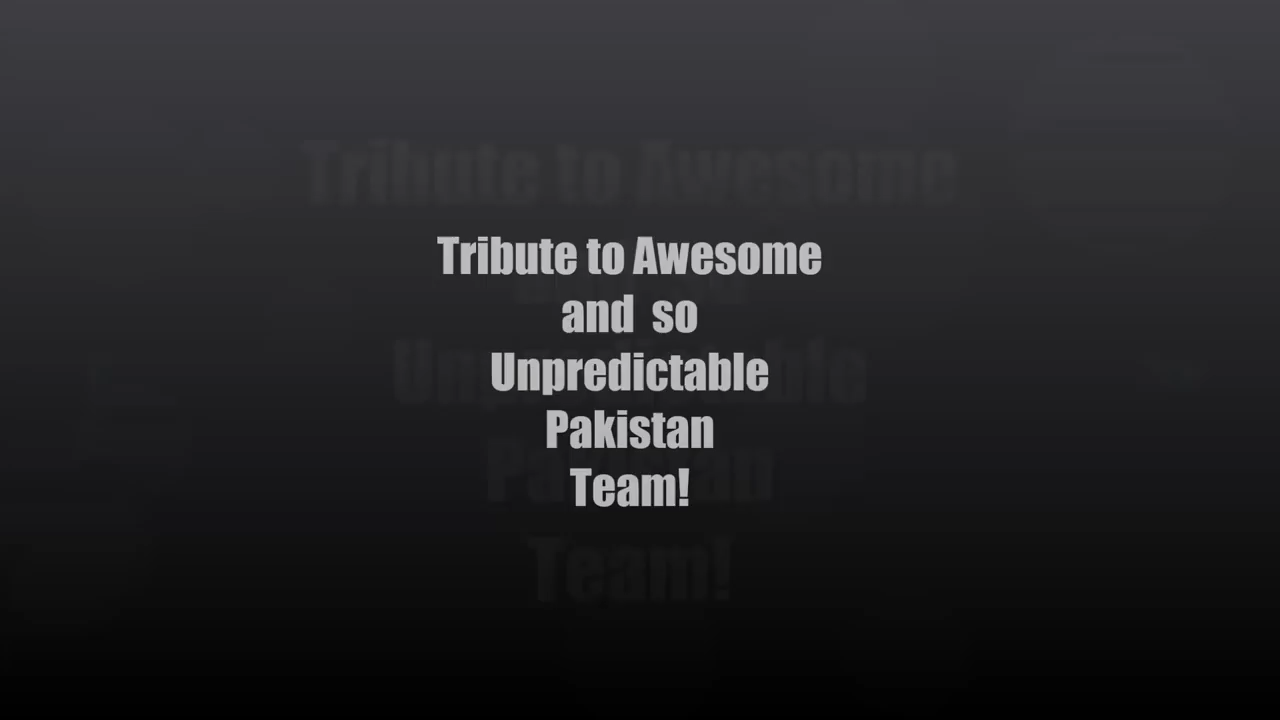 Tribute to Awesome
and so
Unpredictable
Pakistan
Team!